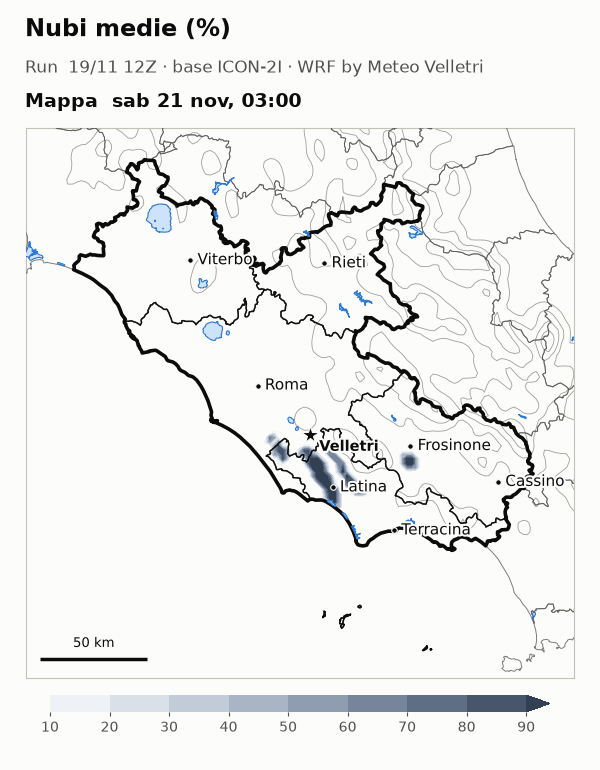 Nubi medie (%)
Run  19/11 12Z · base ICON-2I · WRF by Meteo Velletri
Mappa  sab 21 nov, 03:00
Viterbo
Rieti
Roma
Velletri
Frosinone
Latina
Cassino
Terracina
50 km
10 20 30 40 50 60 70 80 90